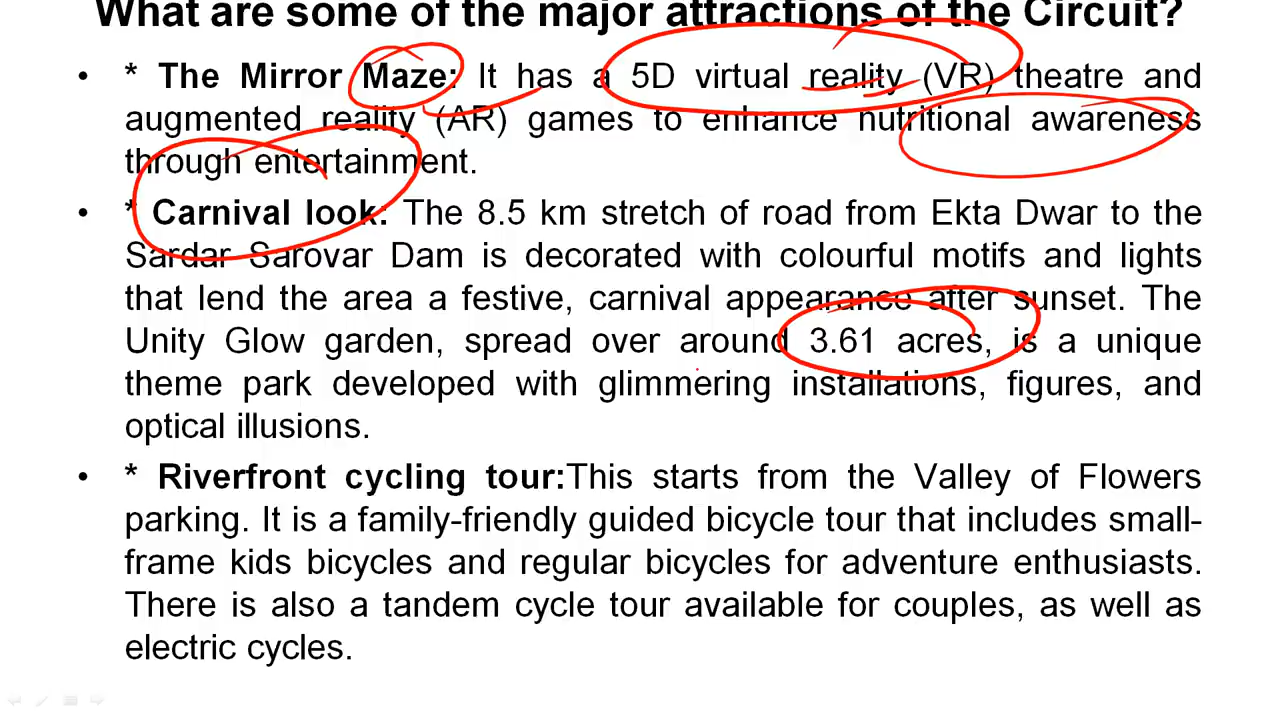 What are some of the major attractions of the Circuit?
• * The Mirror Maze: It has a 5D virtual reality (VR) theatre and
augmented reality (AR) games to enhance nutritional awareness
through entertainment.
• * Carnival look: The 8.5 km stretch of road from Ekta Dwar to the
Sardar Sarovar Dam is decorated with colourful motifs and lights
that lend the area a festive, carnival appearance after sunset. The
Unity Glow garden, spread over around 3.61 acres, is a unique
theme park developed with glimmering installations, figures, and
optical illusions.
• * Riverfront cycling tour:This starts from the Valley of Flowers
parking. It is a family-friendly guided bicycle tour that includes small-
frame kids bicycles and regular bicycles for adventure enthusiasts.
There is also a tandem cycle tour available for couples, as well as
electric cycles.